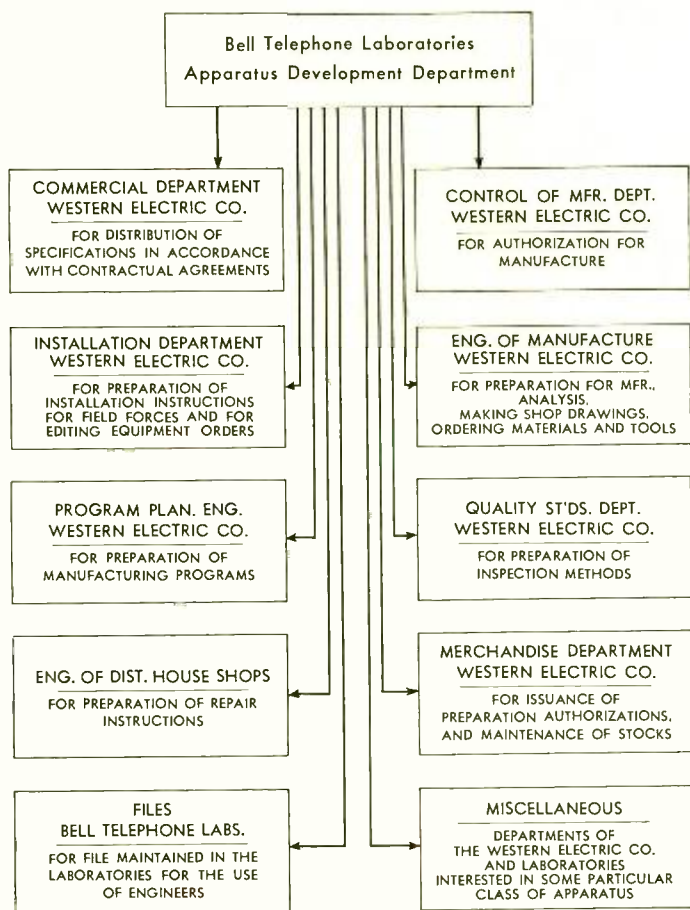 Bell Telephone Laboratories
Apparatus Development Department
COMMERCIAL DEPARTMENT
WESTERN ELECTRIC CO.
FOR DISTRIBUTION OF
SPECIFICATIONS IN ACCORDANCE
WITH CONTRACTUAL AGREEMENTS
CONTROL OF MFR. DEPT.
WESTERN ELECTRIC CO.
FOR AUTHORIZATION FOR
MANUFACTURE
INSTALLATION DEPARTMENT
WESTERN ELECTRIC CO.
FOR PREPARATION OF
INSTALLATION INSTRUCTIONS
FOR FIELD FORCES AND FOR
EDITING EQUIPMENT ORDERS
ENG. OF MANUFACTURE
WESTERN ELECTRIC CO.
FOR PREPARATION FOR MFR.,
ANALYSIS,
MAKING SHOP DRAWINGS,
ORDERING MATERIALS AND TOOLS
PROGRAM PLAN. ENG.
WESTERN ELECTRIC CO.
FOR PREPARATION OF
MANUFACTURING PROGRAMS
QUALITY ST'DS. DEPT.
WESTERN ELECTRIC CO.
FOR PREPARATION OF
INSPECTION METHODS
ENG. OF DIST. HOUSE SHOPS
FOR PREPARATION OF REPAIR
INSTRUCTIONS
MERCHANDISE DEPARTMENT
WESTERN ELECTRIC CO.
FOR ISSUANCE OF
PREPARATION AUTHORIZATIONS,
AND MAINTENANCE OF STOCKS
FILES
BELL TELEPHONE LABS.
FOR FILE MAINTAINED IN THE
LABORATORIES FOR THE USE
OF ENGINEERS
MISCELLANEOUS
DEPARTMENTS OF
THE WESTERN ELECTRIC CO.
AND LABORATORIES
INTERESTED IN SOME PARTICULAR
CLASS OF APPARATUS